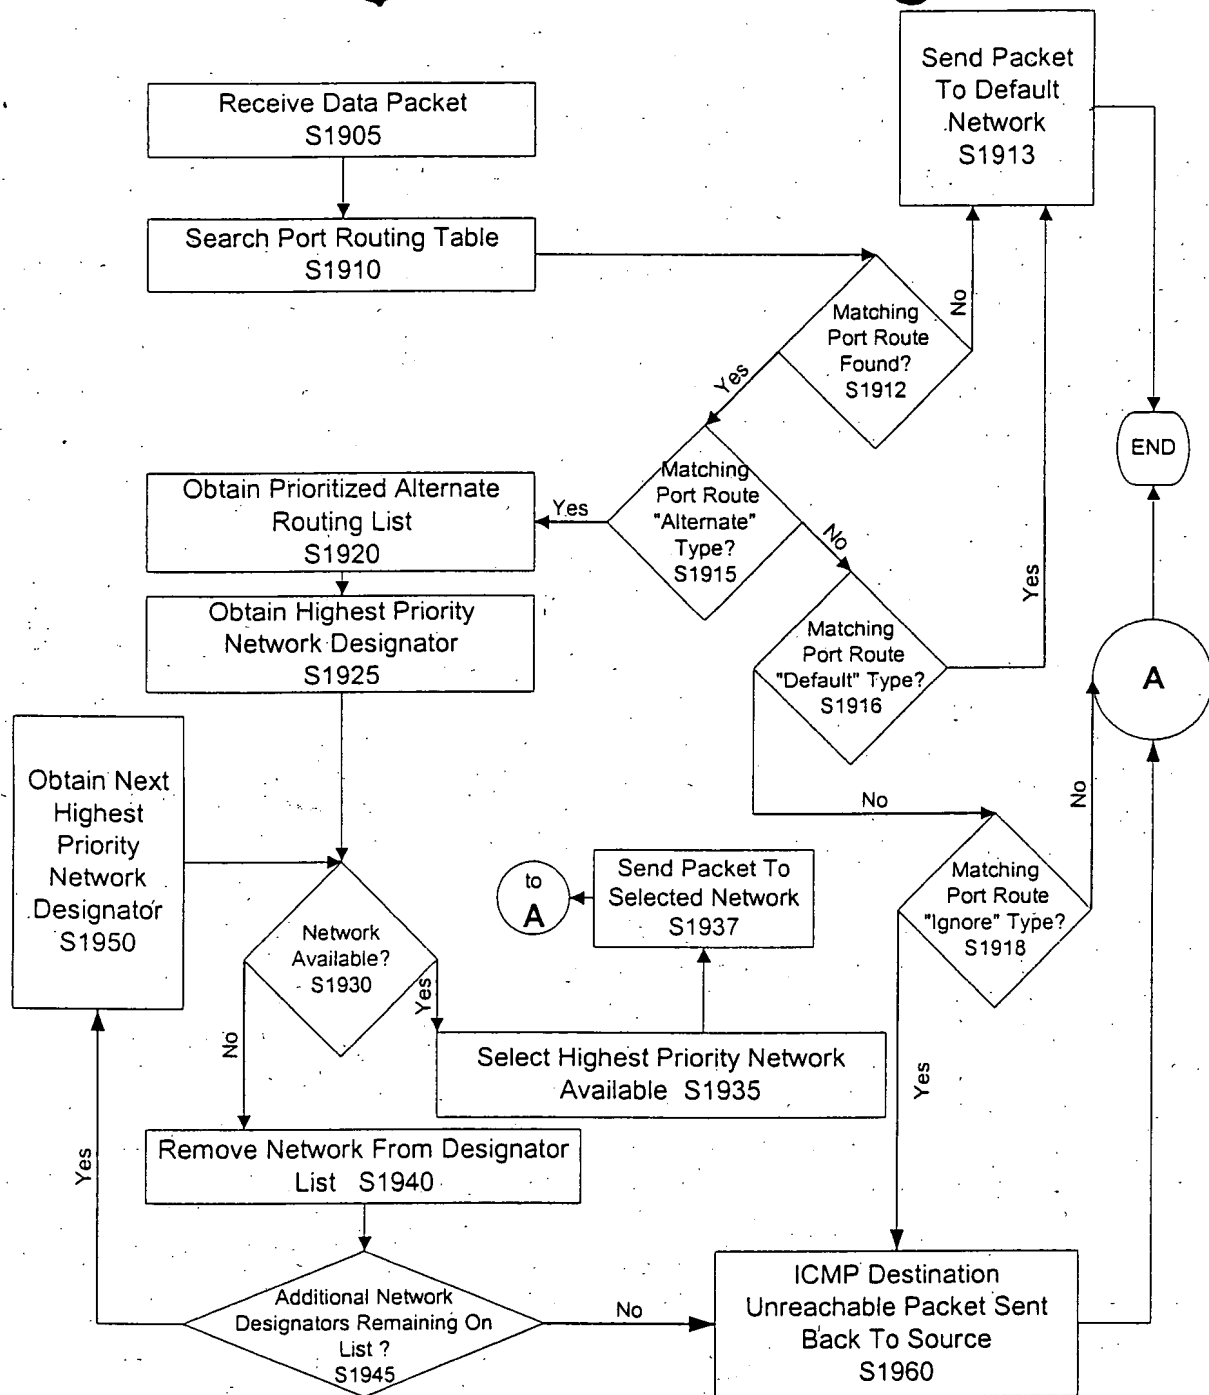 Send Packet
To Default
Network
S1913
Receive Data Packet
S1905
Search Port Routing Table
S1910
No
Matching
Port Route
Found?
S1912
Yes
END
Matching
Port Route
"Alternate"
Type?
S1915
Yes
No
Obtain Prioritized Alternate
Routing List
S1920
Obtain Highest Priority
Network Designator
S1925
Yes
Matching
Port Route
"Default" Type?
S1916
A
No
No
Obtain Next
Highest
Priority
Network
Designator
S1950
to
A
Send Packet To
Selected Network
S1937
Matching
Port Route
"Ignore" Type?
S1918
Network
Available?
S1930
Yes
No
Select Highest Priority Network
Available S1935
Yes
Remove Network From Designator
List S1940
Yes
Additional Network
Designators Remaining On
List ?
S1945
No
ICMP Destination
Unreachable Packet Sent
Back To Source
S1960